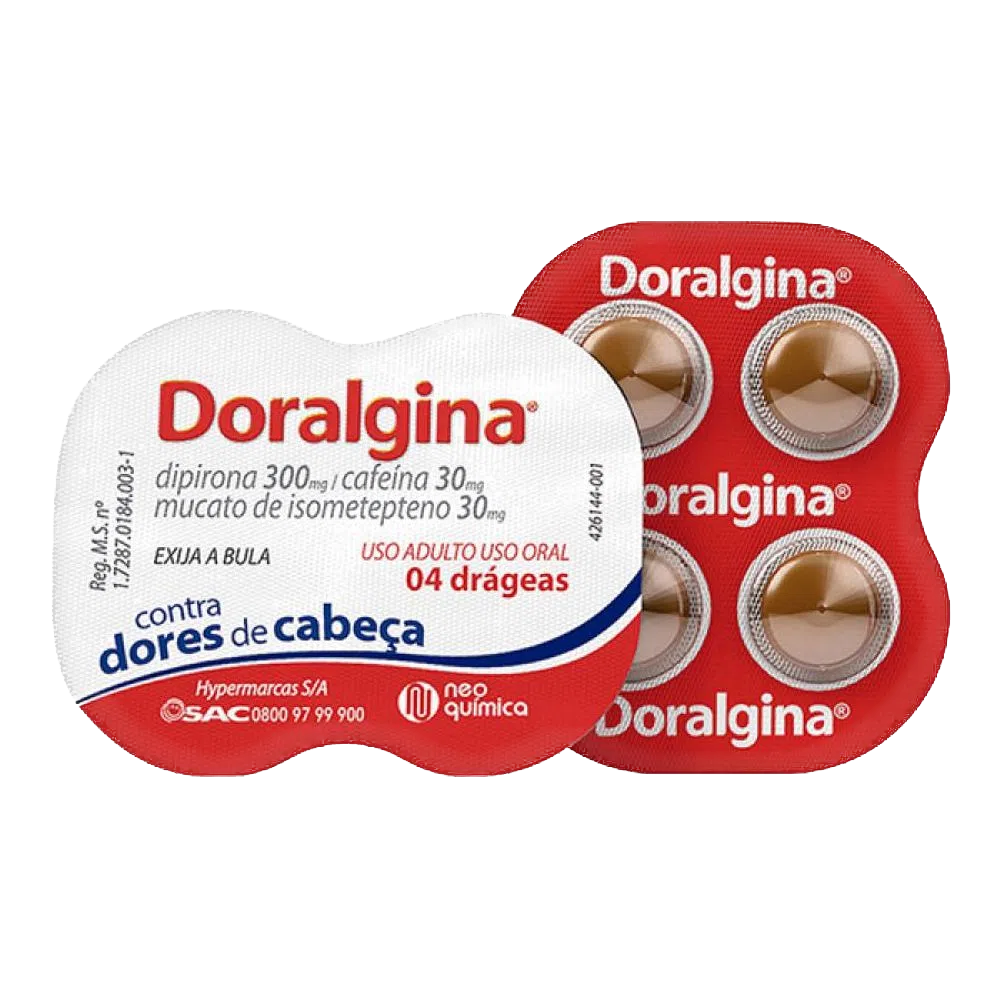 Doralgina®
dipirona 300mg/ cafeína 30mg
mucato de isometepteno 30mg
EXIJA A BULA
USO ADULTO USO ORAL
04 drágeas
Reg. M.S. nº
1.7287.0184.003-1
426144-001
contra
dores de cabeça
Hypermarcas S/A
SAC 0800 97 99 900
neo
química
Doralgina®
oralgina®
Doralgina®